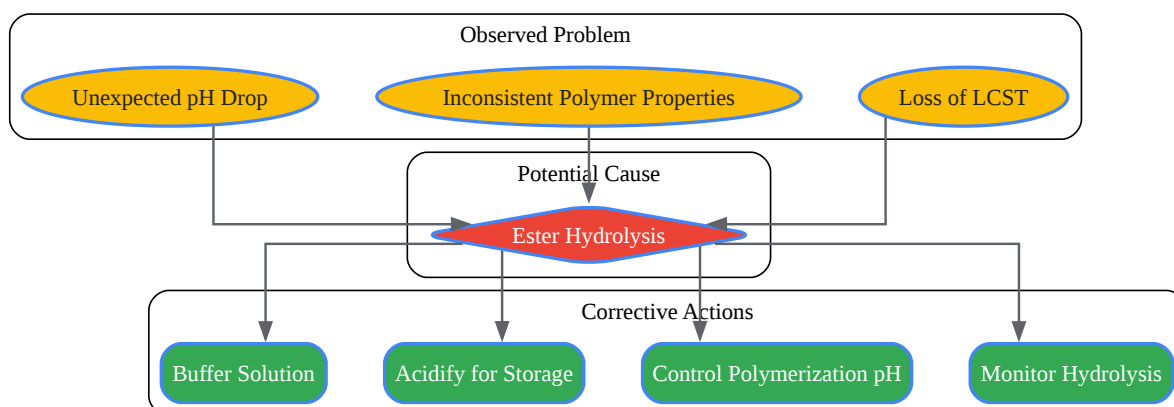 Observed Problem
Unexpected pH Drop
Inconsistent Polymer Properties
Loss of LCST
Potential Cause
Ester Hydrolysis
Corrective Actions
Buffer Solution
Acidify for Storage
Control Polymerization pH
Monitor Hydrolysis